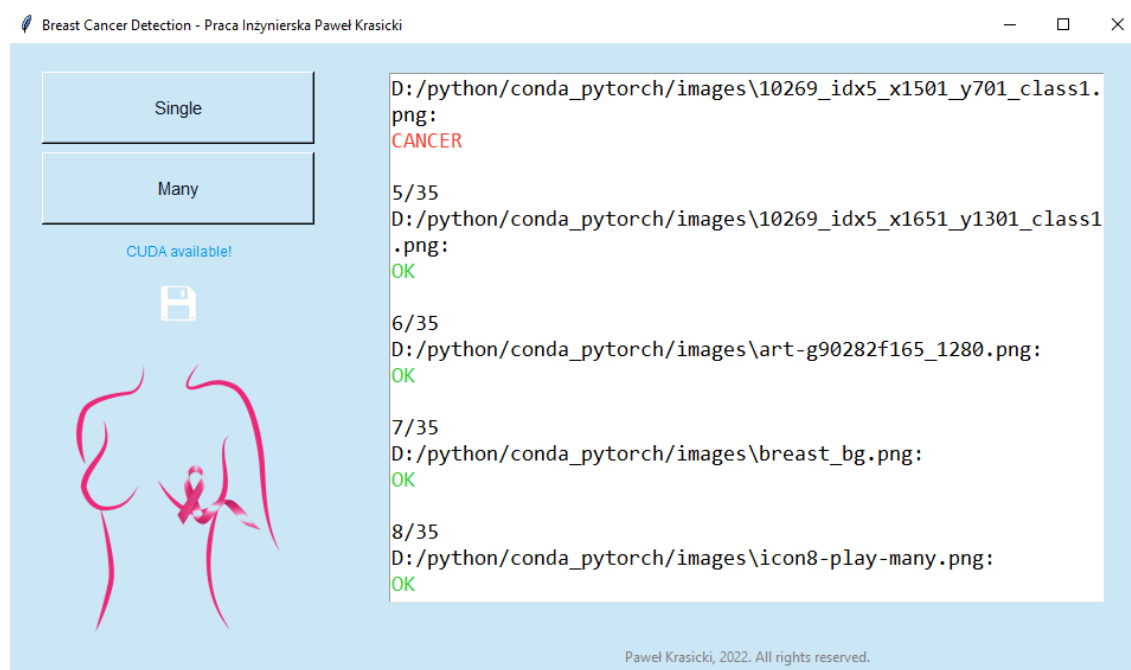 Breast Cancer Detection - Praca Inżynierska Paweł Krasicki
Single
Many
CUDA available!
D:/python/conda_pytorch/images\10269_idx5_x1501_y701_class1.
png:
CANCER
5/35
D:/python/conda_pytorch/images\10269_idx5_x1651_y1301_class1
.png:
OK
6/35
D:/python/conda_pytorch/images\art-g90282f165_1280.png:
OK
7/35
D:/python/conda_pytorch/images\breast_bg.png:
OK
8/35
D:/python/conda_pytorch/images\icon8-play-many.png:
OK
Paweł Krasicki, 2022. All rights reserved.